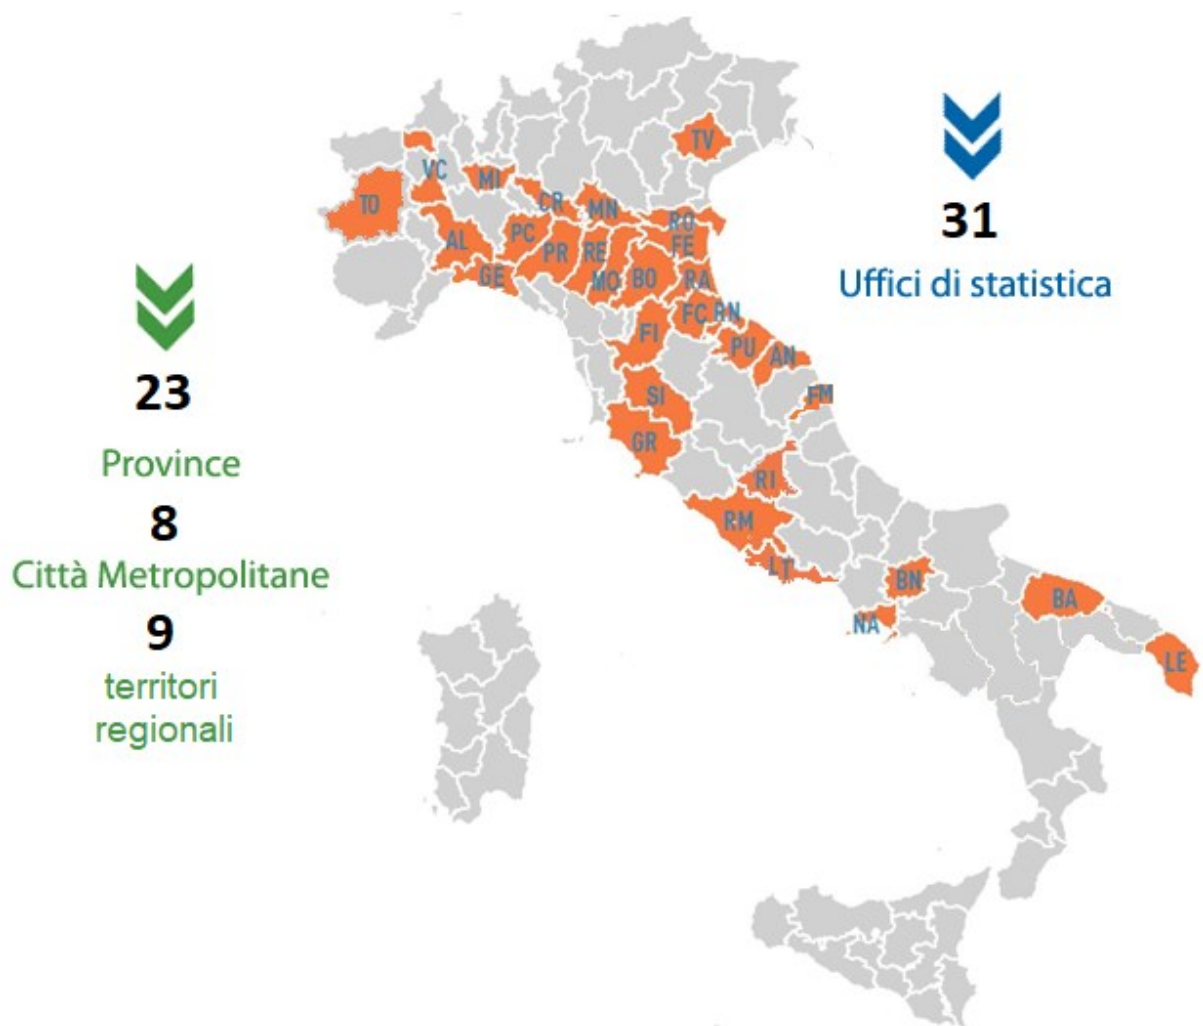 TV
VC
MI
TO
CR
MN
RO
AL
PC
PR
RE
FE
GE
MO
BO
RA
FC
RN
FI
PU
AN
SI
FM
GR
RI
RM
LT
BN
BA
NA
LE
31
Uffici di statistica
23
Province
8
Città Metropolitane
9
territori
regionali